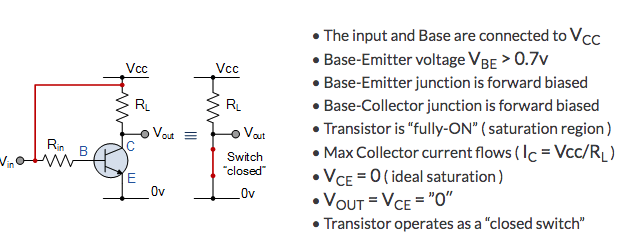 Vcc
RL
Vout
Rin
B
C
Vin
E
0v
≡
Vcc
RL
Vout
Switch
"closed"
0v
• The input and Base are connected to VCC
• Base-Emitter voltage VBE > 0.7v
• Base-Emitter junction is forward biased
• Base-Collector junction is forward biased
• Transistor is “fully-ON” ( saturation region )
• Max Collector current flows ( IC = Vcc/RL )
• VCE = 0 ( ideal saturation )
• VOUT = VCE = ”0”
• Transistor operates as a “closed switch”